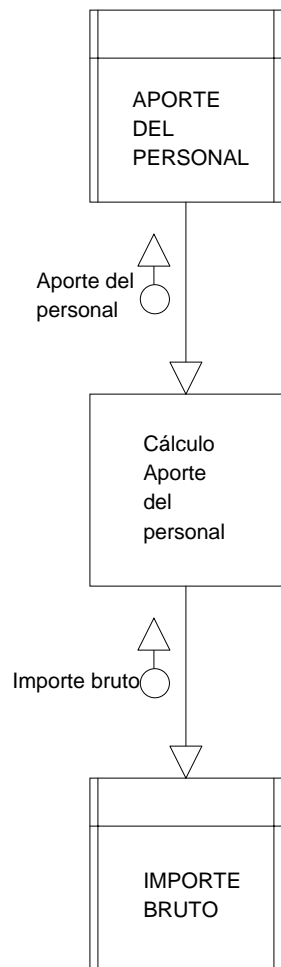 APORTE
DEL
PERSONAL
Aporte del
personal
Cálculo
Aporte
del
personal
Importe bruto
IMPORTE
BRUTO